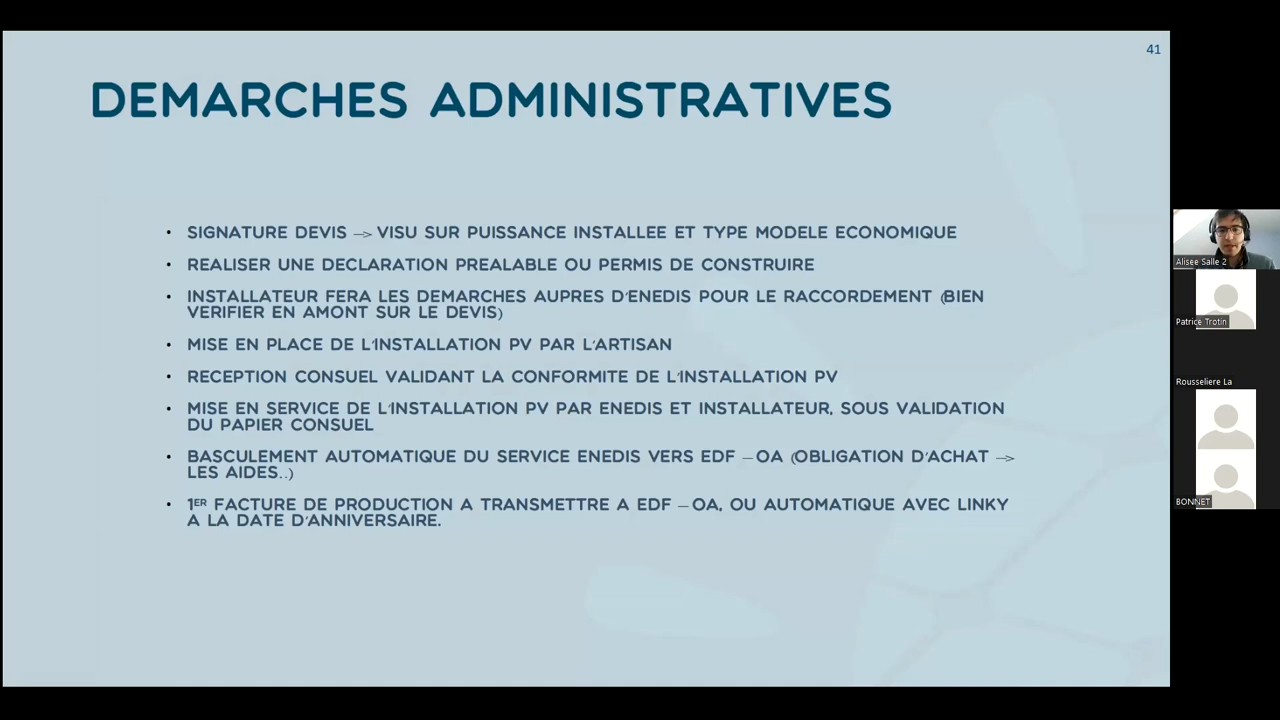 41
DEMARCHES ADMINISTRATIVES
• SIGNATURE DEVIS --> VISU SUR PUISSANCE INSTALLEE ET TYPE MODELE ECONOMIQUE
• REALISER UNE DECLARATION PREALABLE OU PERMIS DE CONSTRUIRE
• INSTALLATEUR FERA LES DEMARCHES AUPRES D'ENEDIS POUR LE RACCORDEMENT (BIEN
VERIFIER EN AMONT SUR LE DEVIS)
• MISE EN PLACE DE L'INSTALLATION PV PAR L'ARTISAN
• RECEPTION CONSUEL VALIDANT LA CONFORMITE DE L'INSTALLATION PV
• MISE EN SERVICE DE L'INSTALLATION PV PAR ENEDIS ET INSTALLATEUR, SOUS VALIDATION
DU PAPIER CONSUEL
• BASCULEMENT AUTOMATIQUE DU SERVICE ENEDIS VERS EDF – OA (OBLIGATION D'ACHAT -->
LES AIDES..)
• 1ER FACTURE DE PRODUCTION A TRANSMETTRE A EDF – OA, OU AUTOMATIQUE AVEC LINKY
A LA DATE D'ANNIVERSAIRE.
Alisee Salle 2
Patrice Trotin
Rousseliere La
BONNET